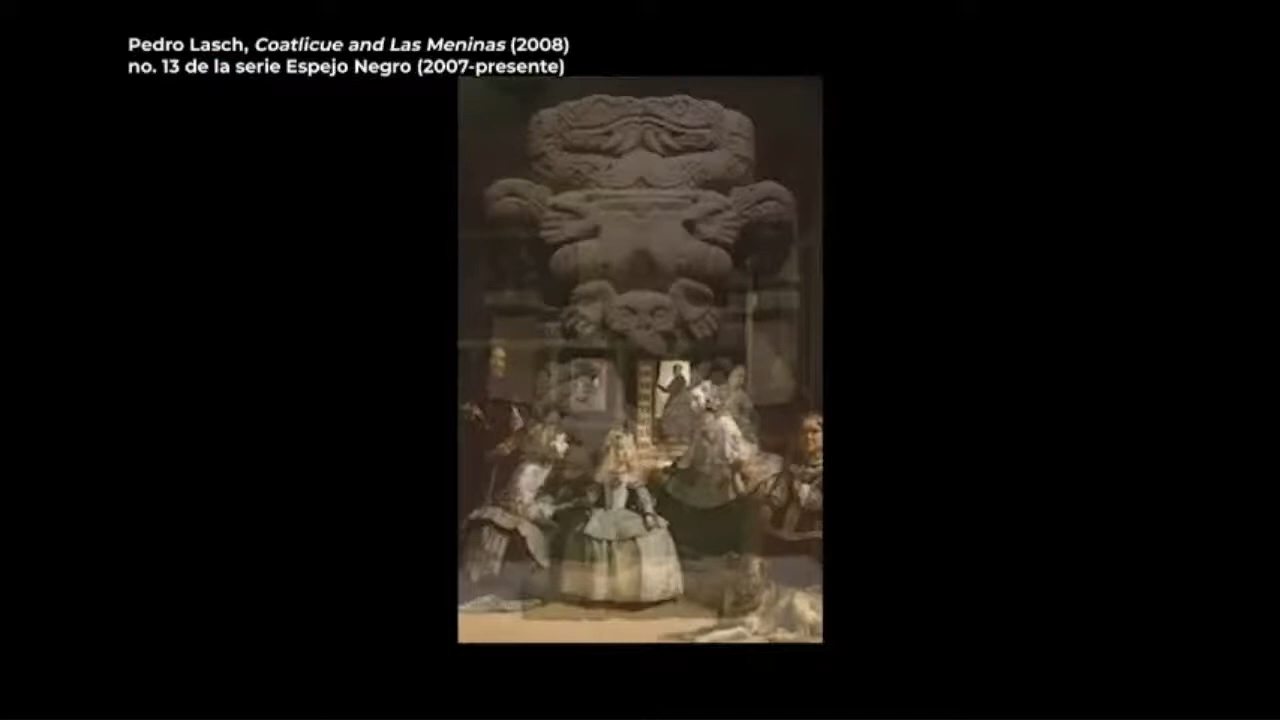 Pedro Lasch, Coatlicue and Las Meninas (2008)
no. 13 de la serie Espejo Negro (2007-presente)